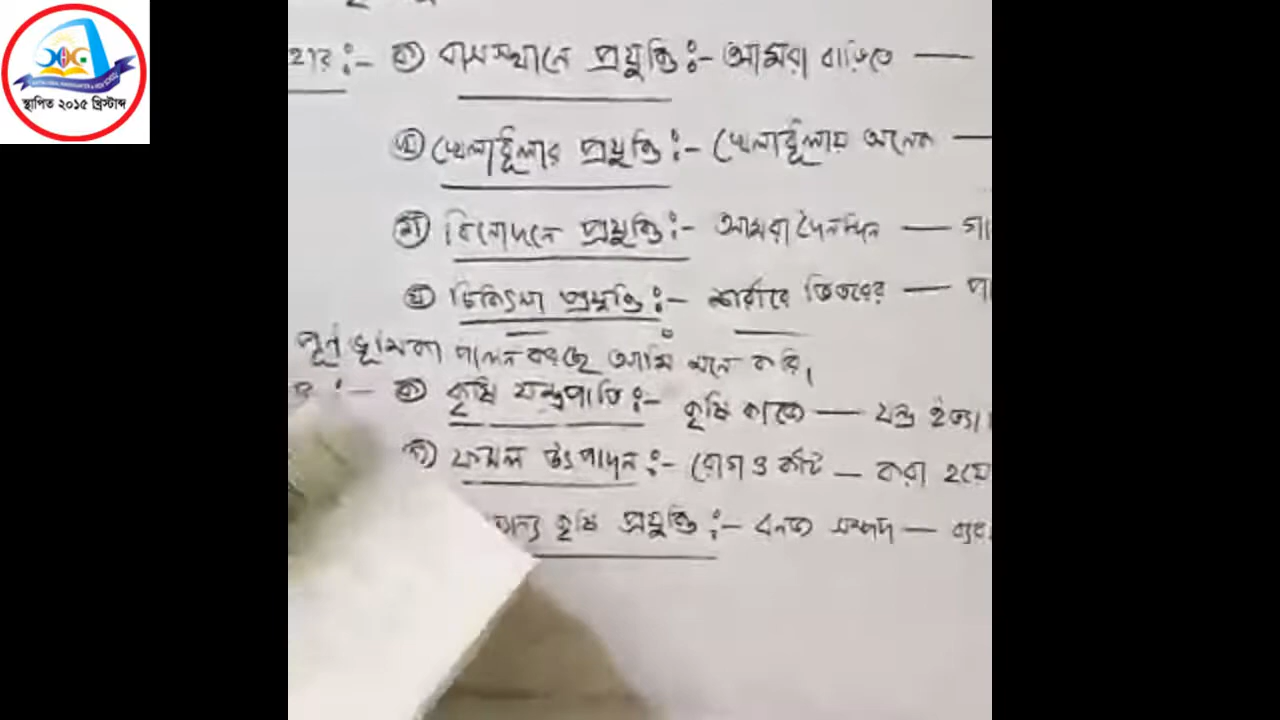 স্থাপিত ২০১৫ খ্রিস্টাব্দ
হার :- ক) বাসস্থানে প্রযুক্তি :- আমরা বাড়িতে —
খ) খেলাধূলার প্রযুক্তি :- খেলাধূলায় অনেক —
গ) বিনোদনে প্রযুক্তি :- আমরা দৈনন্দিন —
ঘ) চিকিৎসা প্রযুক্তি :- শরীরে ভিতরের —
পূর্ন ভূমিকা পালন করছে আমি মনে করি,
ক) কৃষি যন্ত্রপাতি :- কৃষি কাজে — যন্ত্র
ফসল উৎপাদন :- রোগ ও কীট — করা হয়ে
কৃষি প্রযুক্তি :- বনজ সম্পদ —